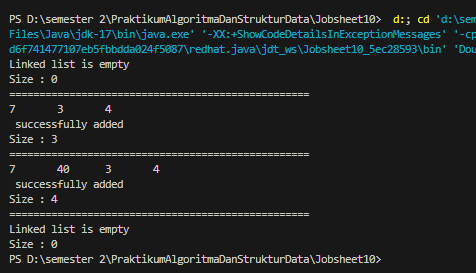 PS D:\semester 2\PraktikumAlgoritmaDanStrukturData\Jobsheet10>  d:; cd 'd:\sem
Files\Java\jdk-17\bin\java.exe' '-XX:+ShowCodeDetailsInExceptionMessages' '-cp
d6f741477107eb5fbbdda024f5087\redhat.java\jdt_ws\Jobsheet10_5ec28593\bin' 'Dou
Linked list is empty
Size : 0
=================================================
7       3       4
 successfully added
Size : 3
=================================================
7       40      3       4
 successfully added
Size : 4
=================================================
Linked list is empty
Size : 0
PS D:\semester 2\PraktikumAlgoritmaDanStrukturData\Jobsheet10>